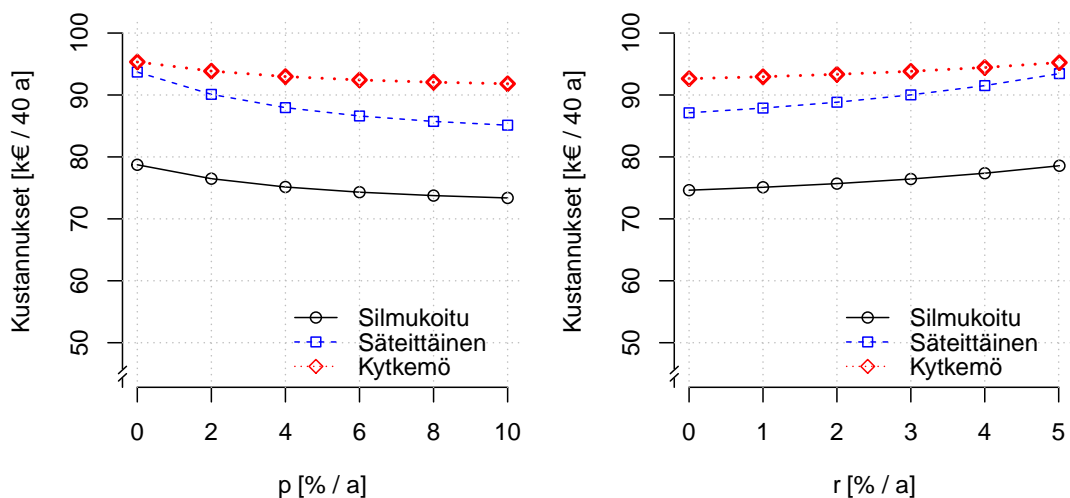 Kustannukset [k€ / 40 a]
100
90
80
70
60
50
Silmukoitu
Säteittäinen
Kytkemö
0 2 4 6 8 10
p [% / a]
Kustannukset [k€ / 40 a]
100
90
80
70
60
50
Silmukoitu
Säteittäinen
Kytkemö
0 1 2 3 4 5
r [% / a]